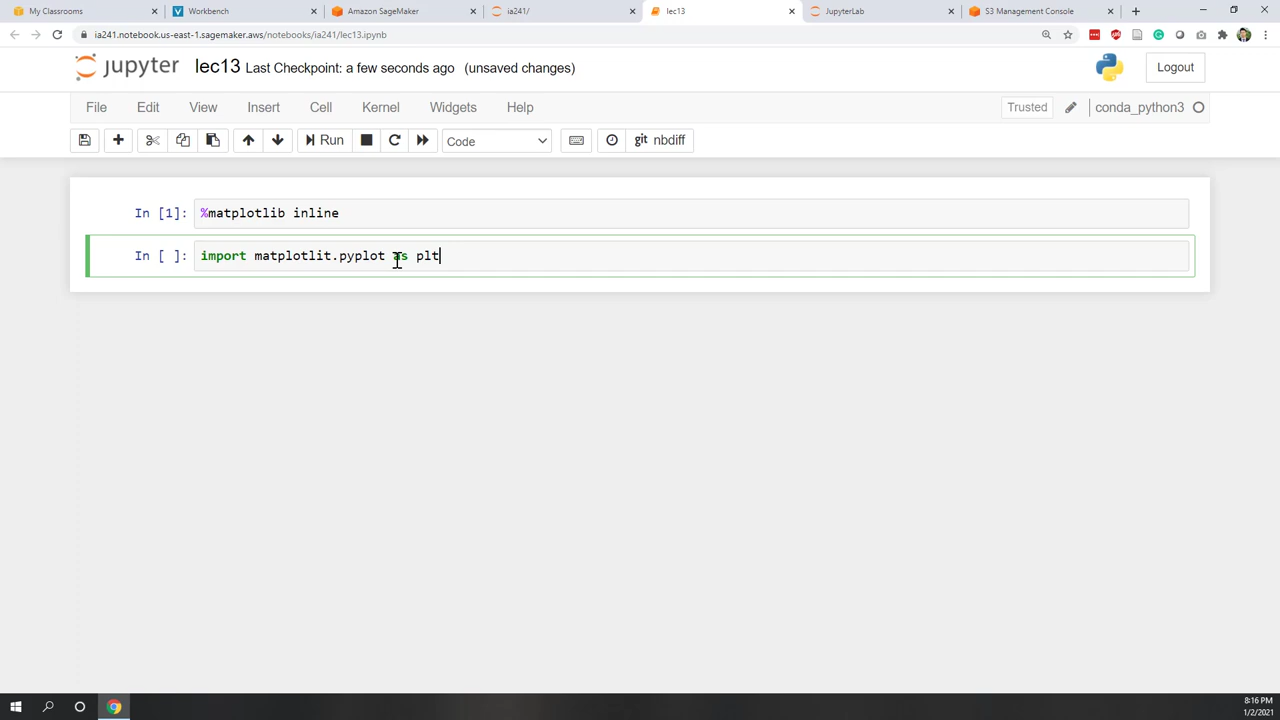 My Classrooms
Workbench
Amazon SageMaker
ia241/
lec13
JupyterLab
S3 Management Console
ia241.notebook.us-east-1.sagemaker.aws/notebooks/ia241/lec13.ipynb
jupyter lec13 Last Checkpoint: a few seconds ago (unsaved changes)
Logout
File Edit View Insert Cell Kernel Widgets Help
Trusted
conda_python3
Run
Code
git nbdiff
In [1]: %matplotlib inline
In [ ]: import matplotlit.pyplot as plt
8:16 PM
1/2/2021